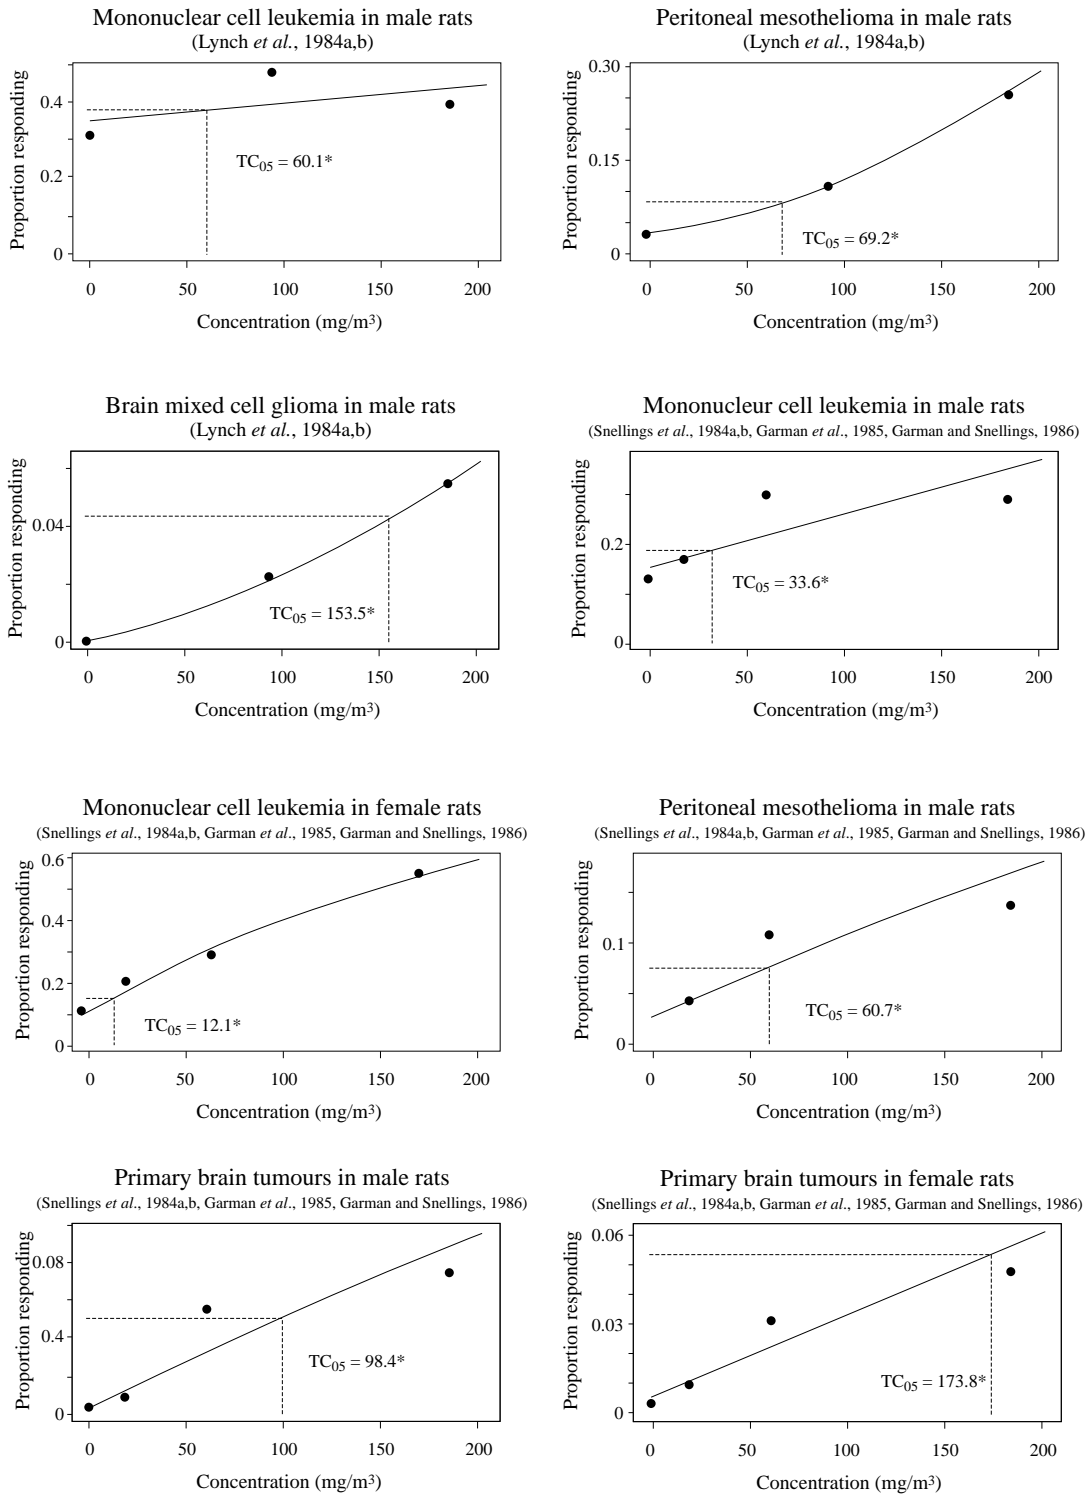 Mononuclear cell leukemia in male rats
(Lynch et al., 1984a,b)
Proportion responding
0.4
0.2
0
TC05 = 60.1*
0 50 100 150 200
Concentration (mg/m3)
Peritoneal mesothelioma in male rats
(Lynch et al., 1984a,b)
Proportion responding
0.30
0.15
0
TC05 = 69.2*
0 50 100 150 200
Concentration (mg/m3)
Brain mixed cell glioma in male rats
(Lynch et al., 1984a,b)
Proportion responding
0.04
0
TC05 = 153.5*
0 50 100 150 200
Concentration (mg/m3)
Mononucleur cell leukemia in male rats
(Snellings et al., 1984a,b, Garman et al., 1985, Garman and Snellings, 1986)
Proportion responding
0.2
0
TC05 = 33.6*
0 50 100 150 200
Concentration (mg/m3)
Mononuclear cell leukemia in female rats
(Snellings et al., 1984a,b, Garman et al., 1985, Garman and Snellings, 1986)
Proportion responding
0.6
0.4
0.2
0
TC05 = 12.1*
0 50 100 150 200
Concentration (mg/m3)
Peritoneal mesothelioma in male rats
(Snellings et al., 1984a,b, Garman et al., 1985, Garman and Snellings, 1986)
Proportion responding
0.1
0
TC05 = 60.7*
0 50 100 150 200
Concentration (mg/m3)
Primary brain tumours in male rats
(Snellings et al., 1984a,b, Garman et al., 1985, Garman and Snellings, 1986)
Proportion responding
0.08
0.4
0
TC05 = 98.4*
0 50 100 150 200
Concentration (mg/m3)
Primary brain tumours in female rats
(Snellings et al., 1984a,b, Garman et al., 1985, Garman and Snellings, 1986)
Proportion responding
0.06
0.03
0
TC05 = 173.8*
0 50 100 150 200
Concentration (mg/m3)